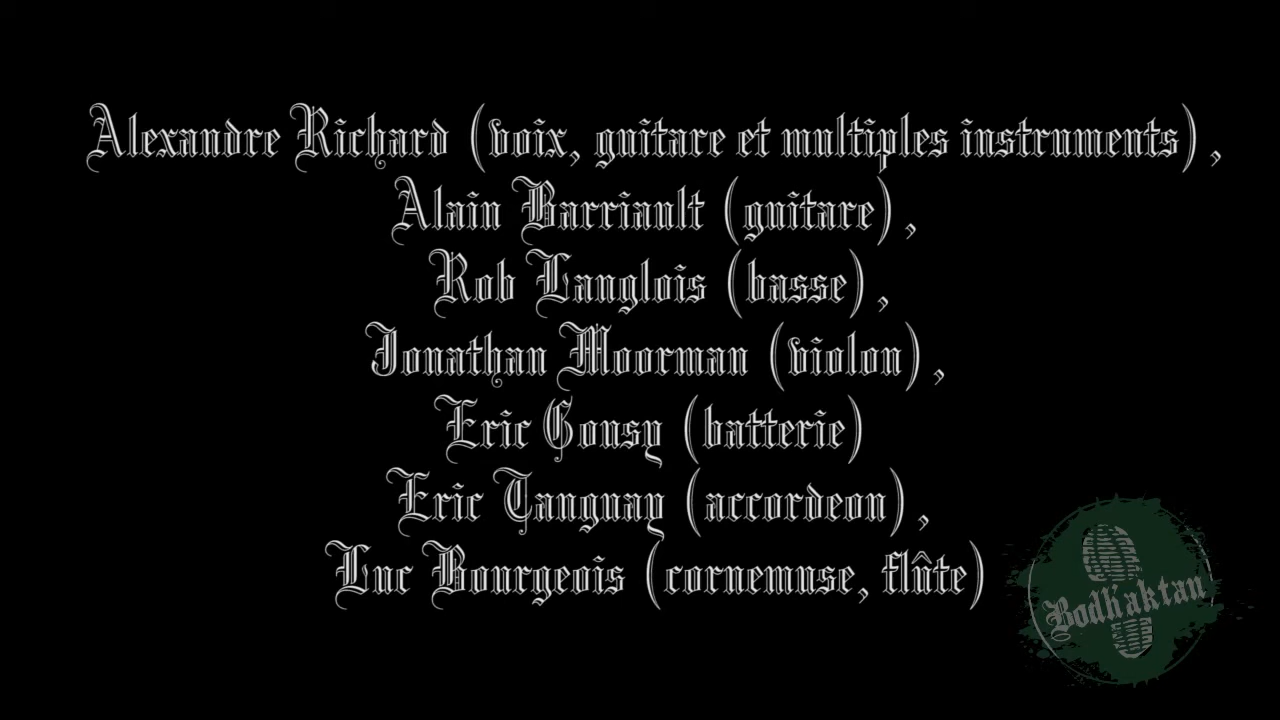 Alexandre Richard (voix, guitare et multiples instruments),
Alain Barriault (guitare),
Rob Langlois (basse),
Jonathan Moorman (violon),
Eric Gousy (batterie)
Eric Tanguay (accordeon),
Luc Bourgeois (cornemuse, flûte)
Bodh'aktan